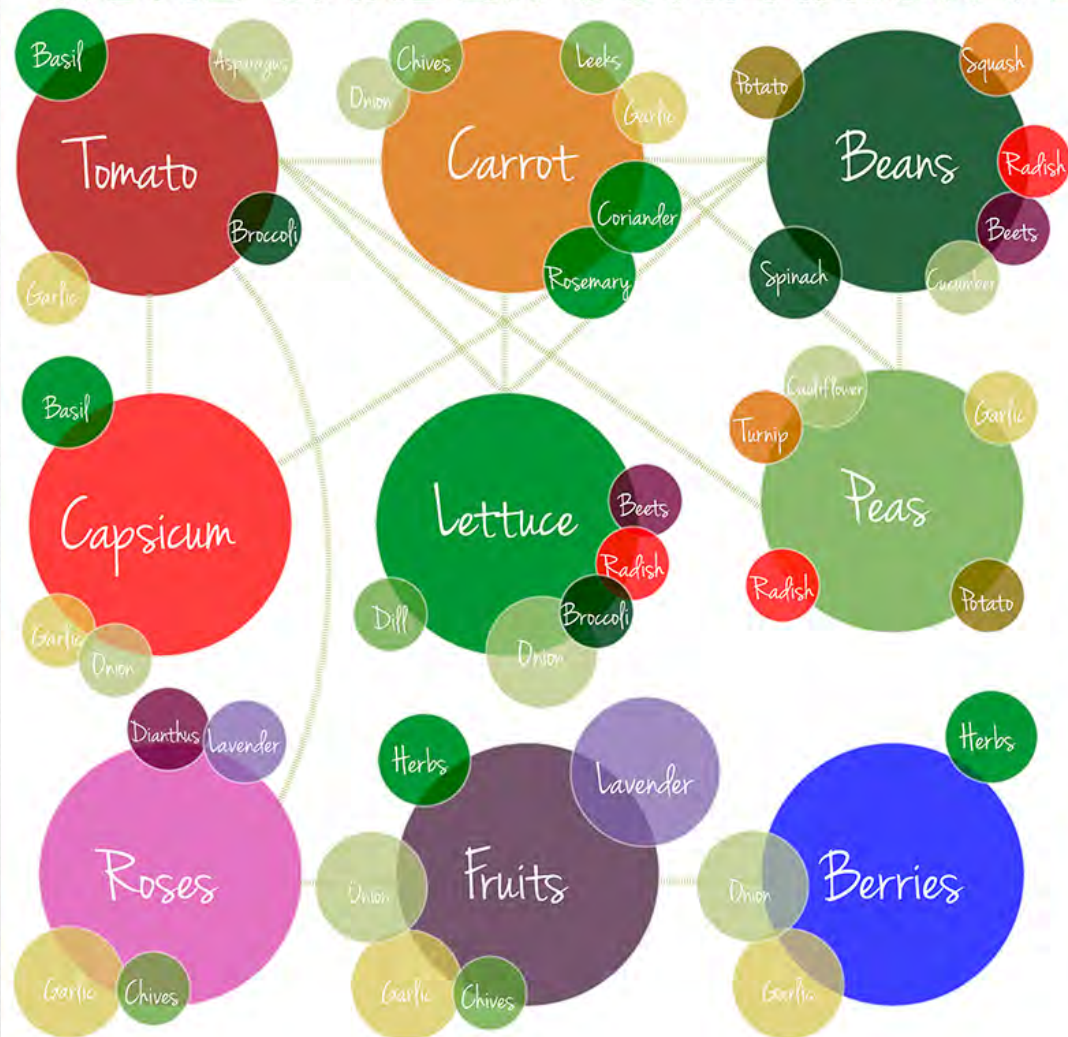 Basil
Asparagus
Tomato
Broccoli
Garlic
Chives
Leeks
Onion
Garlic
Carrot
Coriander
Rosemary
Potato
Squash
Beans
Radish
Beets
Spinach
Cucumber
Basil
Capsicum
Garlic
Onion
Lettuce
Beets
Radish
Broccoli
Dill
Onion
Cauliflower
Turnip
Garlic
Peas
Radish
Potato
Dianthus
Lavender
Roses
Garlic
Chives
Herbs
Lavender
Onion
Fruits
Garlic
Chives
Herbs
Onion
Berries
Garlic